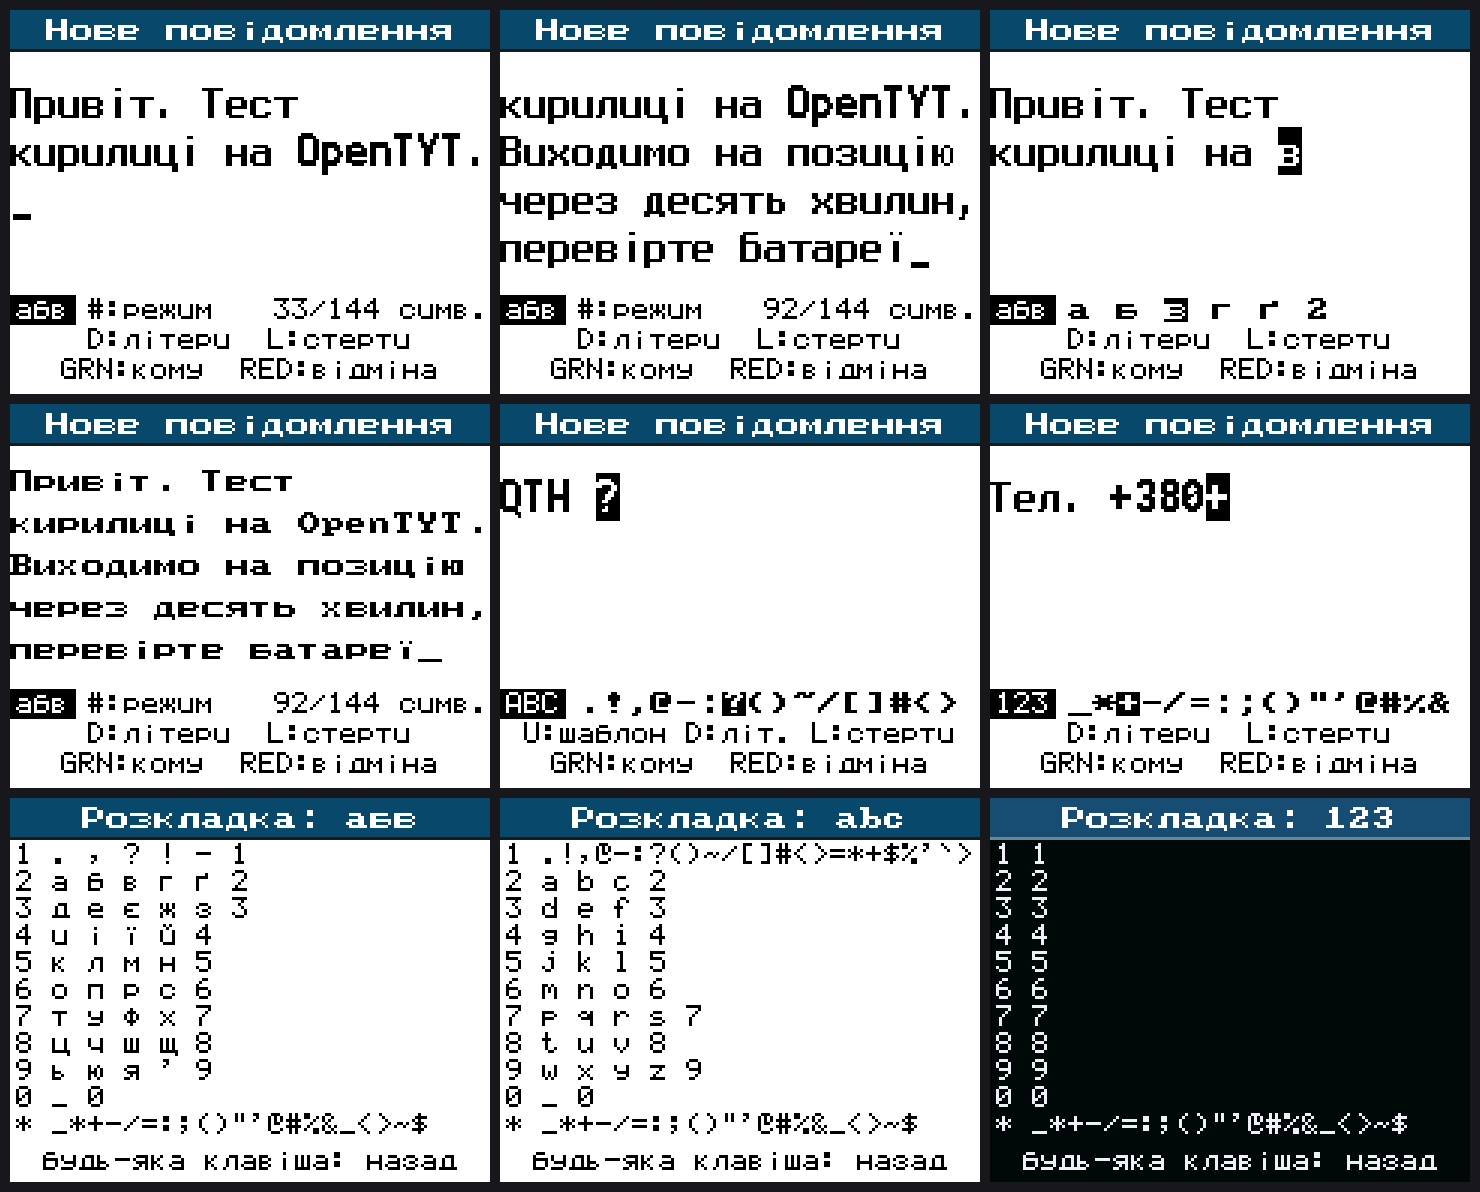 Нове повідомлення
Привіт. Тест
кирилиці на OpenTYT.
_
абв #:режим 33/144 симв.
D:літери L:стерти
GRN:кому RED:відміна
Нове повідомлення
кирилиці на OpenTYT.
Виходимо на позицію
через десять хвилин,
перевірте батареї_
абв #:режим 92/144 симв.
D:літери L:стерти
GRN:кому RED:відміна
Нове повідомлення
Привіт. Тест
кирилиці на в
абв а б в г ґ 2
D:літери L:стерти
GRN:кому RED:відміна
Нове повідомлення
Привіт. Тест
кирилиці на OpenTYT.
Виходимо на позицію
через десять хвилин,
перевірте батареї_
абв #:режим 92/144 симв.
D:літери L:стерти
GRN:кому RED:відміна
Нове повідомлення
QTH ?
ABC .!,@-:?()~/[]#<>
U:шаблон D:літ. L:стерти
GRN:кому RED:відміна
Нове повідомлення
Тел. +380+
123 _*+-/=:;()"'@#%&
D:літери L:стерти
GRN:кому RED:відміна
Розкладка: абв
1 . , ? ! - 1
2 а б в г ґ 2
3 д е є ж з 3
4 и і ї й 4
5 к л м н 5
6 о п р с 6
7 т у ф х 7
8 ц ч ш щ 8
9 ь ю я ' 9
0 _ 0
* _*+-/=:;()"'@#%&_<>~$
будь-яка клавіша: назад
Розкладка: abc
1 .!,@-:?()~/[]#<>=*+$%'`>
2 a b c 2
3 d e f 3
4 g h i 4
5 j k l 5
6 m n o 6
7 p q r s 7
8 t u v 8
9 w x y z 9
0 _ 0
* _*+-/=:;()"'@#%&_<>~$
будь-яка клавіша: назад
Розкладка: 123
1 1
2 2
3 3
4 4
5 5
6 6
7 7
8 8
9 9
0 0
* _*+-/=:;()"'@#%&_<>~$
будь-яка клавіша: назад